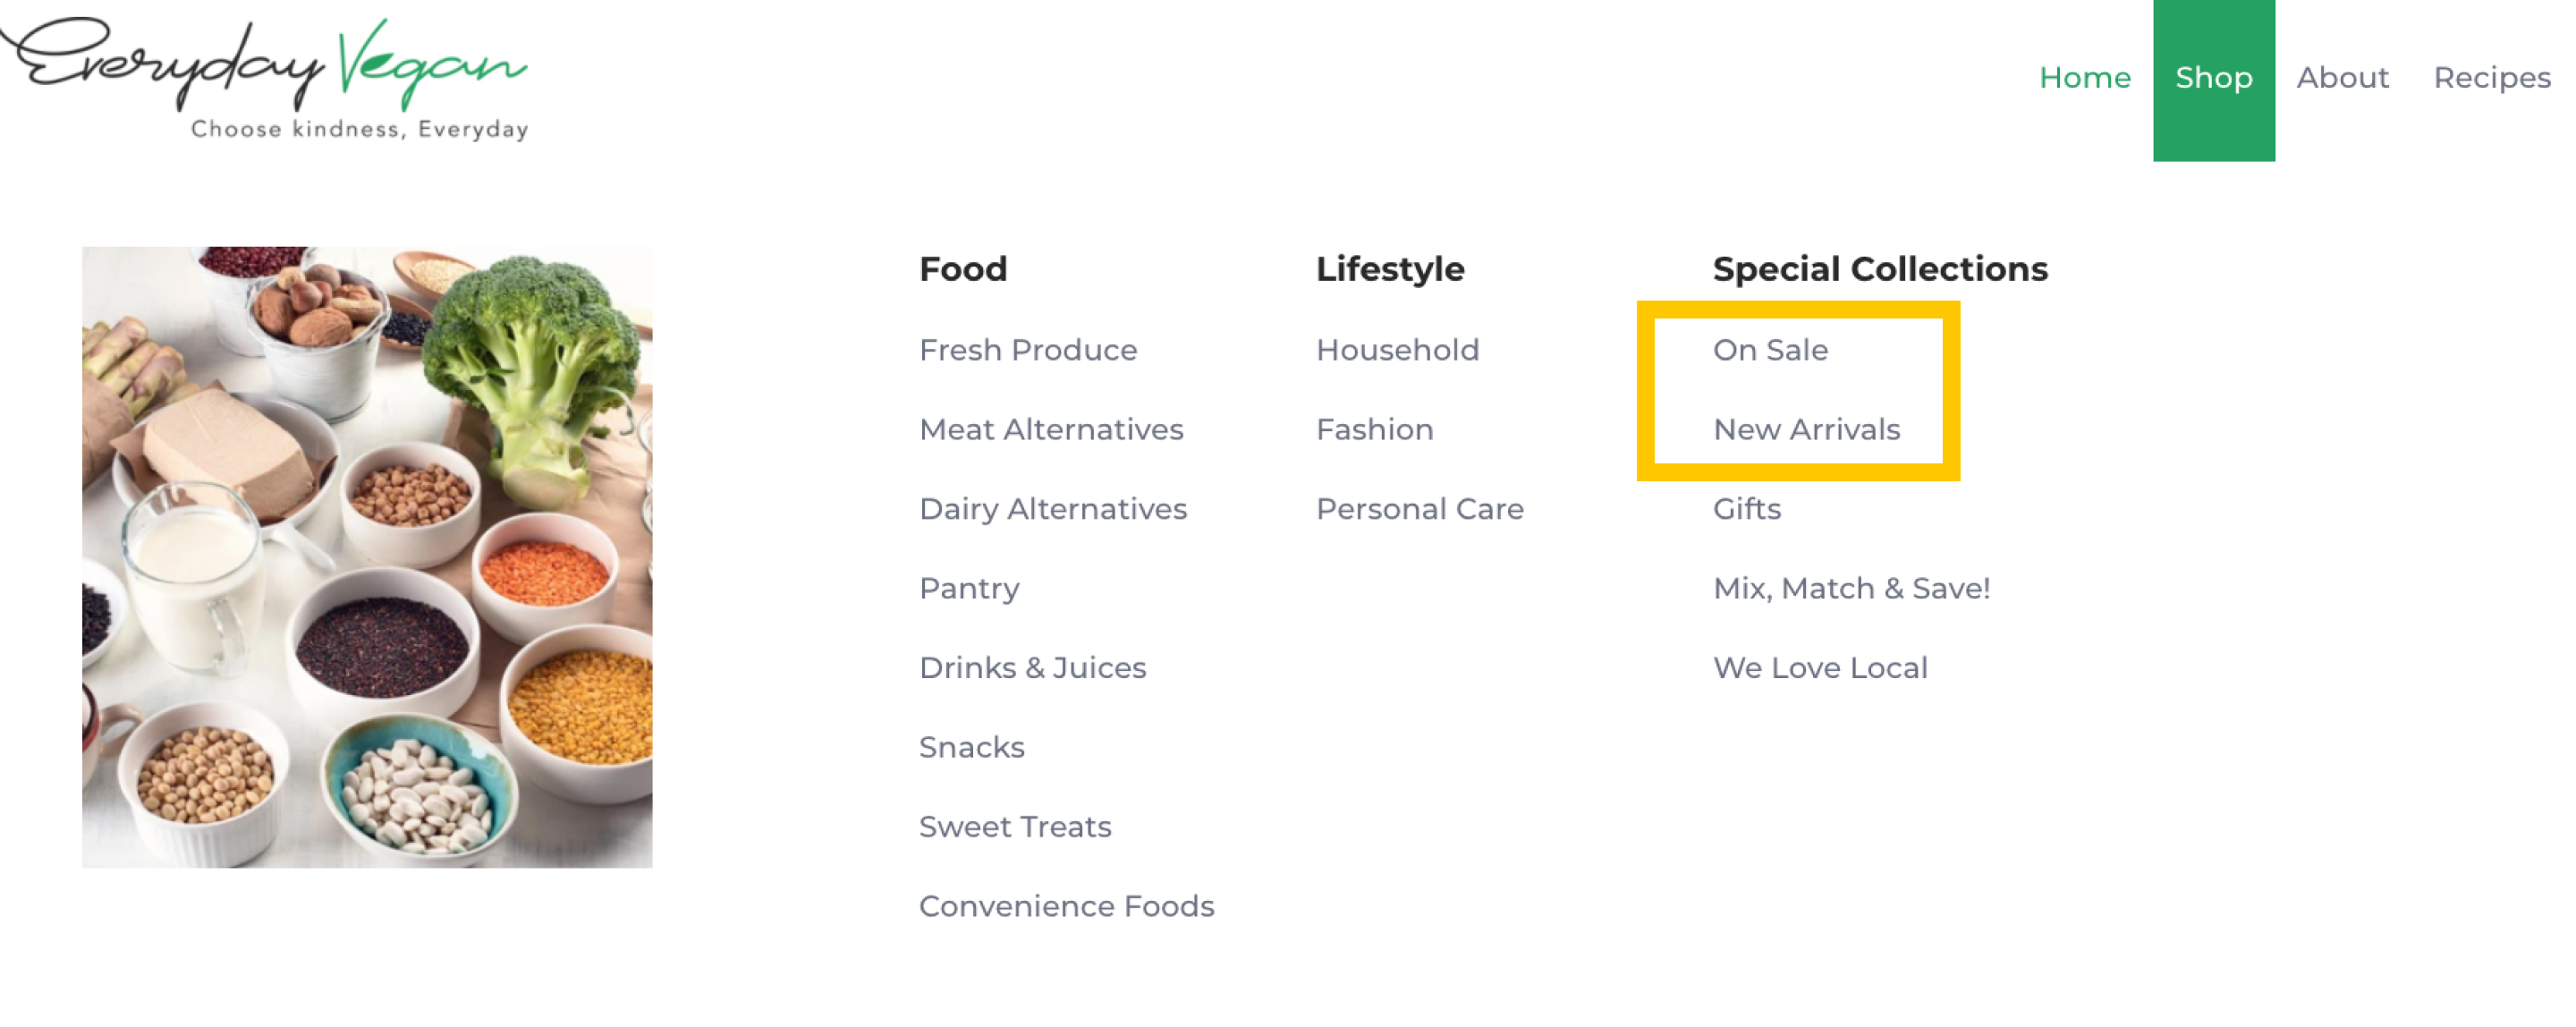 Everyday Vegan
Choose kindness, Everyday
Home Shop About Recipes
Food
Fresh Produce
Meat Alternatives
Dairy Alternatives
Pantry
Drinks & Juices
Snacks
Sweet Treats
Convenience Foods
Lifestyle
Household
Fashion
Personal Care
Special Collections
On Sale
New Arrivals
Gifts
Mix, Match & Save!
We Love Local